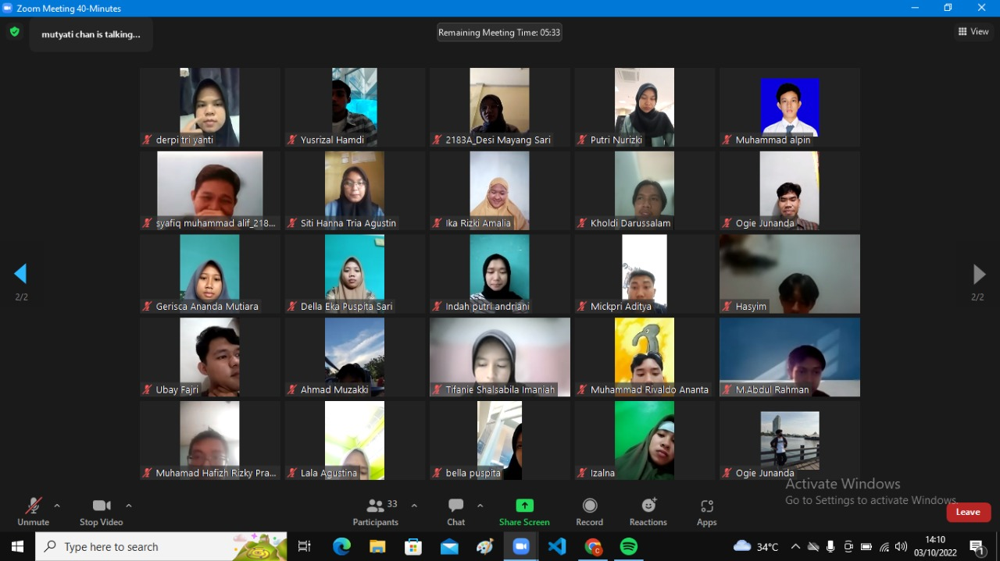 Zoom Meeting 40-Minutes
mutyati chan is talking...
Remaining Meeting Time: 05:33
View
derpi tri yanti
Yusrizal Hamdi
2183A_Desi Mayang Sari
Putri Nurizki
Muhammad alpin
syafiq muhammad alif_218...
Siti Hanna Tria Agustin
Ika Rizki Amalia
Kholdi Darussalam
Ogie Junanda
2/2
2/2
Gerisca Ananda Mutiara
Della Eka Puspita Sari
Indah putri andriani
Mickpri Aditya
Hasyim
Ubay Fajri
Ahmad Muzakki
Tifanie Shalsabila Imaniah
Muhammad Rivaldo Ananta
M.Abdul Rahman
Muhamad Hafizh Rizky Pra...
Lala Agustina
bella puspita
Izalna
Ogie Junanda
Activate Windows
Go to Settings to activate Windows.
Unmute
Stop Video
33
Participants
Chat
Share Screen
Record
Reactions
Apps
Leave
Type here to search
34°C
14:10
03/10/2022
1